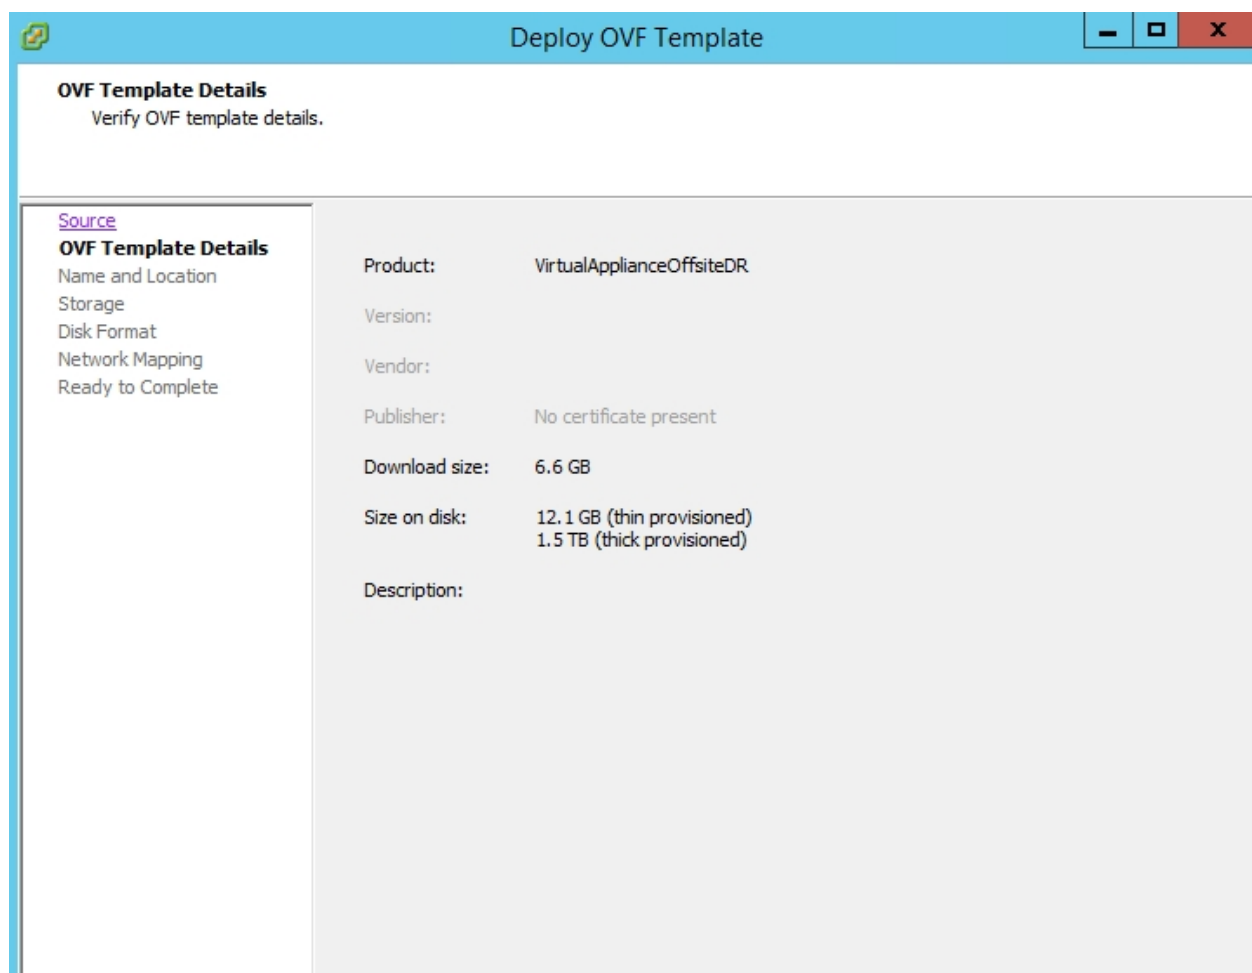 Deploy OVF Template
OVF Template Details
Verify OVF template details.
Source
OVF Template Details
Name and Location
Storage
Disk Format
Network Mapping
Ready to Complete
Product: VirtualApplianceOffsiteDR
Version:
Vendor:
Publisher: No certificate present
Download size: 6.6 GB
Size on disk: 12.1 GB (thin provisioned)
1.5 TB (thick provisioned)
Description: